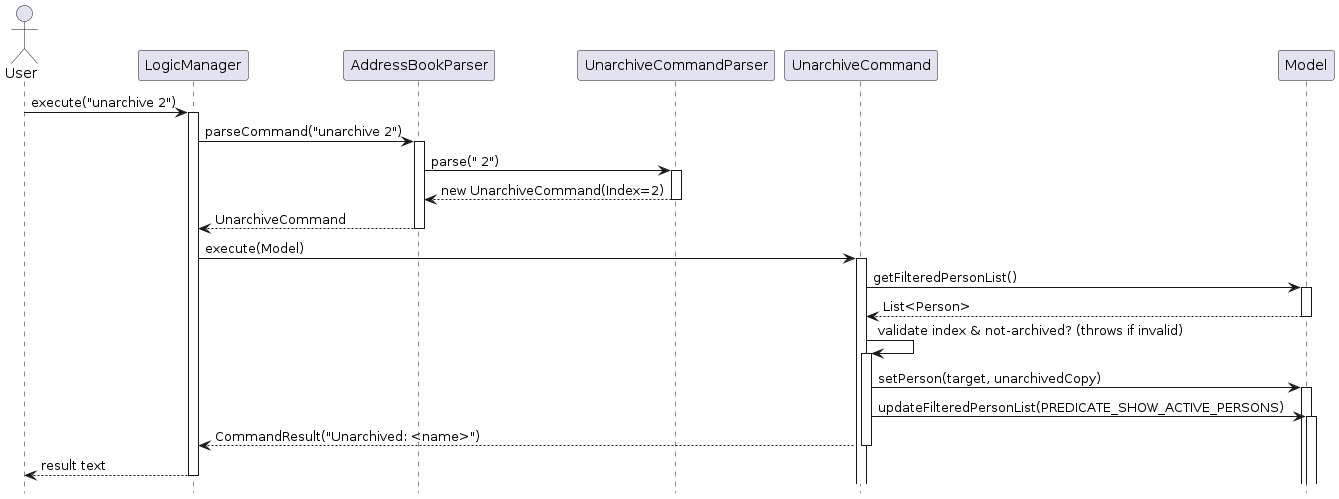 User
LogicManager
AddressBookParser
UnarchiveCommandParser
UnarchiveCommand
Model
execute("unarchive 2")
parseCommand("unarchive 2")
parse(" 2")
new UnarchiveCommand(Index=2)
UnarchiveCommand
execute(Model)
getFilteredPersonList()
List<Person>
validate index & not-archived? (throws if invalid)
setPerson(target, unarchivedCopy)
updateFilteredPersonList(PREDICATE_SHOW_ACTIVE_PERSONS)
CommandResult("Unarchived: <name>")
result text